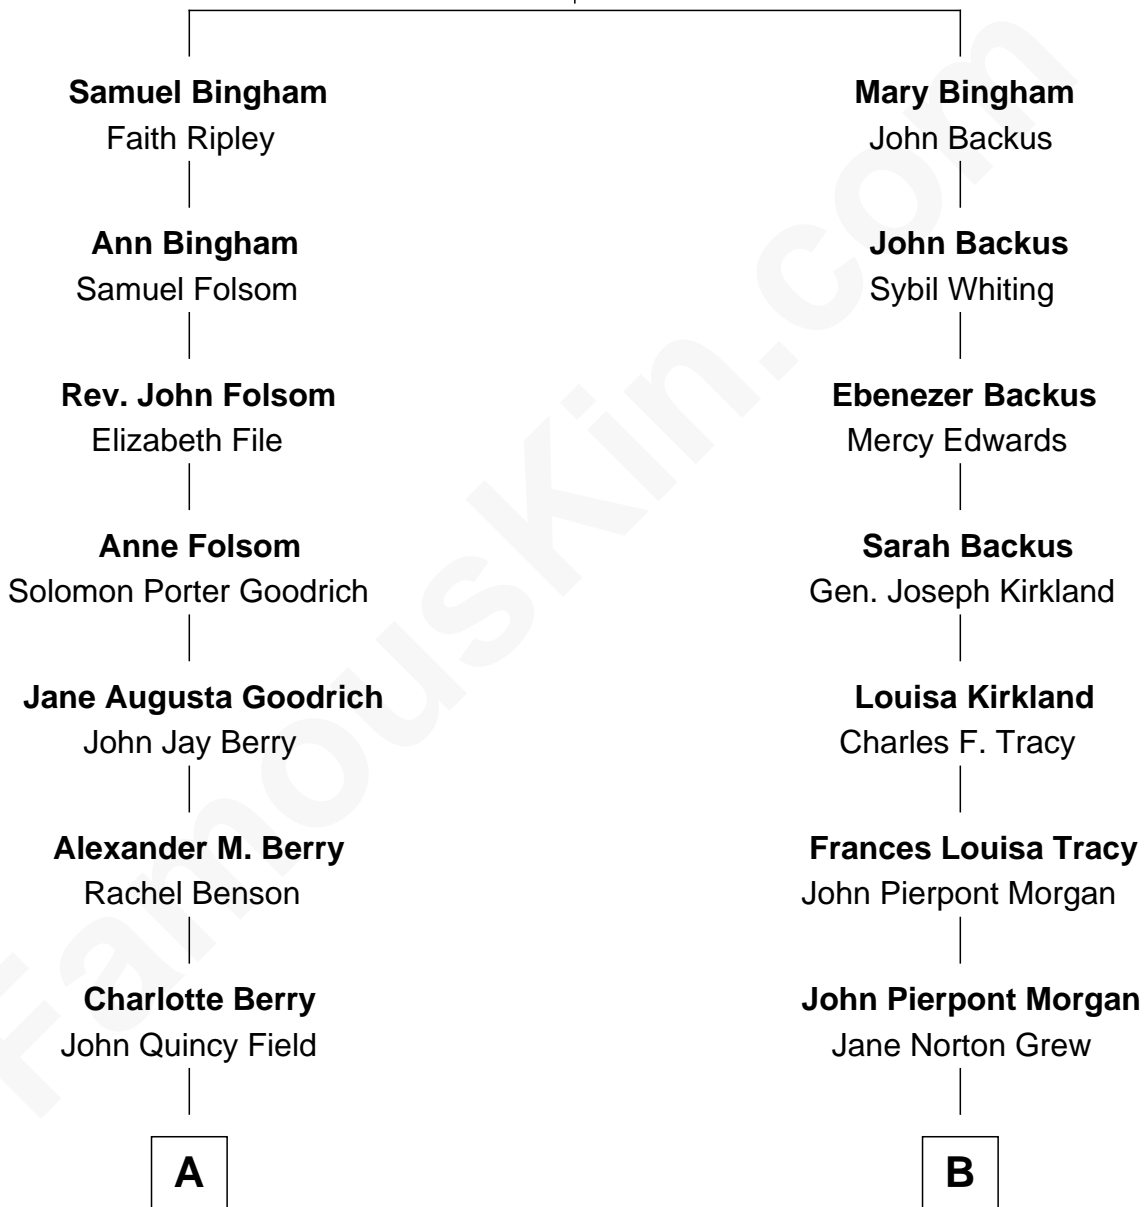 Samuel Bingham
Faith Ripley
Ann Bingham
Samuel Folsom
Rev. John Folsom
Elizabeth File
Anne Folsom
Solomon Porter Goodrich
Jane Augusta Goodrich
John Jay Berry
Alexander M. Berry
Rachel Benson
Charlotte Berry
John Quincy Field
A
Mary Bingham
John Backus
John Backus
Sybil Whiting
Ebenezer Backus
Mercy Edwards
Sarah Backus
Gen. Joseph Kirkland
Louisa Kirkland
Charles F. Tracy
Frances Louisa Tracy
John Pierpont Morgan
John Pierpont Morgan
Jane Norton Grew
B
FamousKin.com